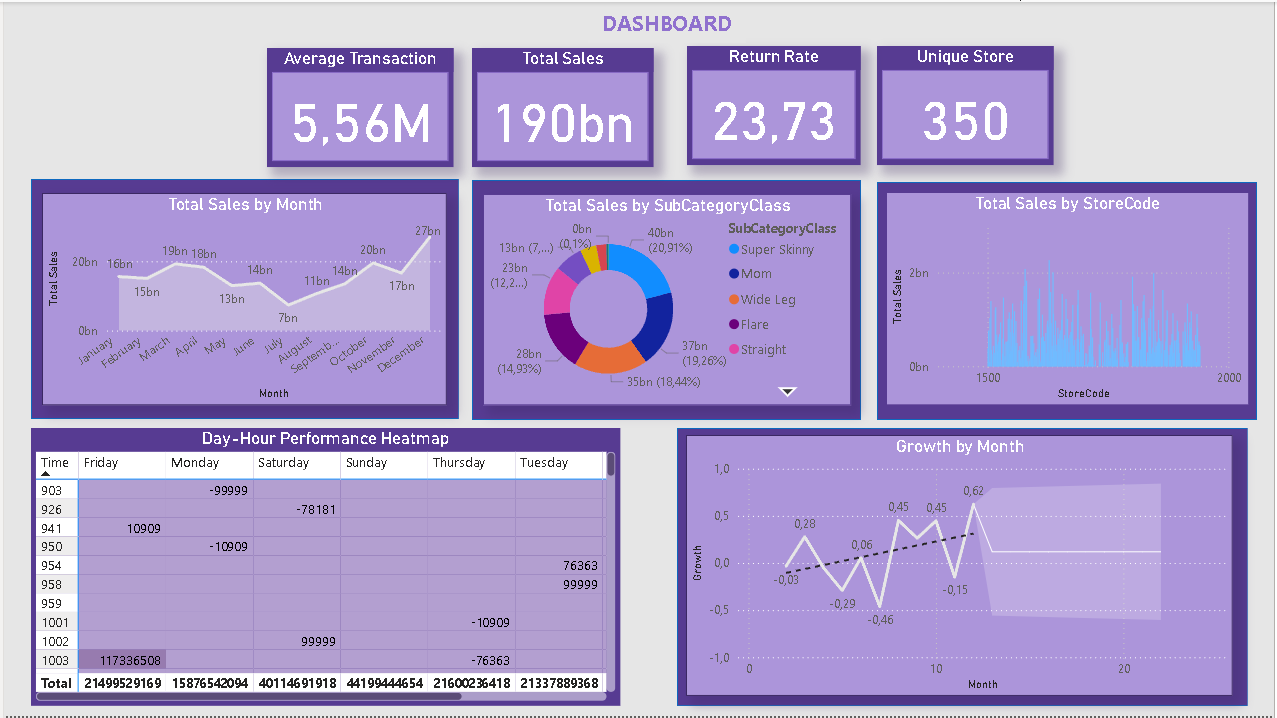 DASHBOARD
Average Transaction
5,56M
Total Sales
190bn
Return Rate
23,73
Unique Store
350
Total Sales by Month
Total Sales
20bn
0bn
16bn
15bn
19bn
18bn
13bn
14bn
7bn
11bn
14bn
20bn
17bn
27bn
January
February
March
April
May
June
July
August
Septemb...
October
November
December
Month
Total Sales by SubCategoryClass
0bn
(0,1%)
13bn (7,...)
23bn
(12,2...)
28bn
(14,93%)
35bn (18,44%)
37bn
(19,26%)
40bn
(20,91%)
SubCategoryClass
Super Skinny
Mom
Wide Leg
Flare
Straight
Total Sales by StoreCode
Total Sales
2bn
0bn
1500
2000
StoreCode
Day-Hour Performance Heatmap
Time Friday Monday Saturday Sunday Thursday Tuesday
903 -99999
926 -78181
941 10909
950 -10909
954 76363
958 99999
959
1001 -10909
1002 99999
1003 117336508 -76363
Total 21499529169 15876542094 40114691918 44199444654 21600236418 21337889368
Growth by Month
Growth
1,0
0,5
0,0
-0,5
-1,0
-0,03
0,28
-0,29
0,06
-0,46
0,45
0,45
-0,15
0,62
0
10
20
Month